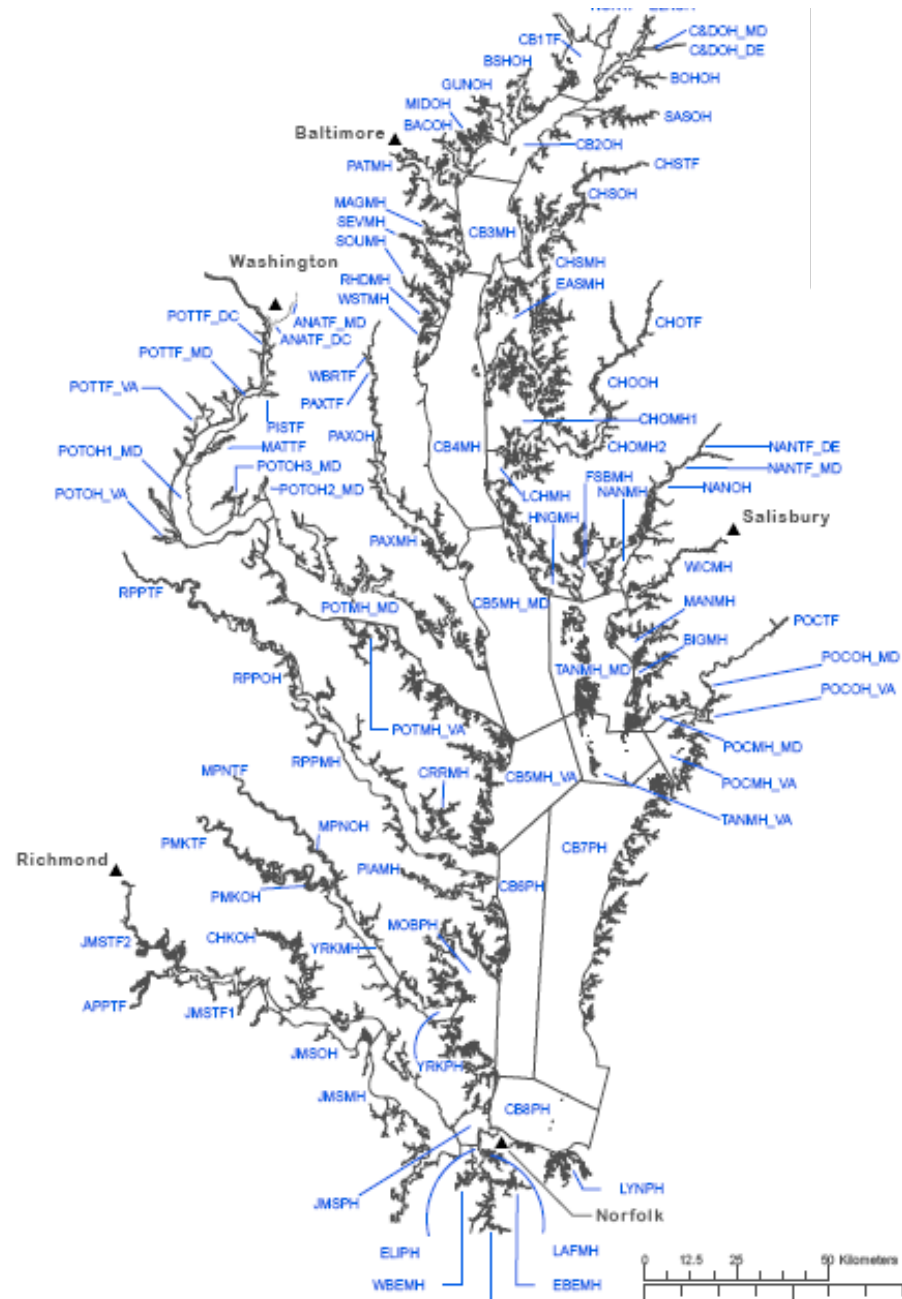 CB1TF
C&DOH_MD
C&DOH_DE
BSHOH
BOHOH
GUNOH
MIDOH
SASOH
BACOH
Baltimore
CB2OH
PATMH
CHSTF
CHSOH
MAGMH
SEVMH
CB3MH
SOUMH
CHSMH
Washington
RHDMH
EASMH
WSTMH
POTTF_DC
ANATF_MD
CHOTF
ANATF_DC
POTTF_MD
WBRTF
POTTF_VA
PAXTF
CHOOH
PISTF
CHOMH1
PAXOH
MATTF
CB4MH
CHOMH2
NANTF_DE
POTOH1_MD
POTOH3_MD
NANTF_MD
POTOH2_MD
FSBMH
POTOH_VA
LCHMH
NANMH
NANOH
HNGMH
Salisbury
PAXMH
RPPTF
WICMH
POTMH_MD
CB5MH_MD
MANMH
POCTF
BIGMH
RPPOH
TANMH_MD
POCOH_MD
POCOH_VA
POTMH_VA
POCMH_MD
RPPMH
MPNTF
CRRMH
CB5MH_VA
POCMH_VA
TANMH_VA
MPNOH
PMKTF
CB7PH
Richmond
PIAMH
CB6PH
PMKOH
MOBPH
CHKOH
JMSTF2
YRKMH
APPTF
JMSTF1
JMSOH
YRKPH
JMSMH
CB8PH
LYNPH
JMSPH
Norfolk
ELIPH
LAFMH
WBEMH
EBEMH
0 12.5 25 50 Kilometers